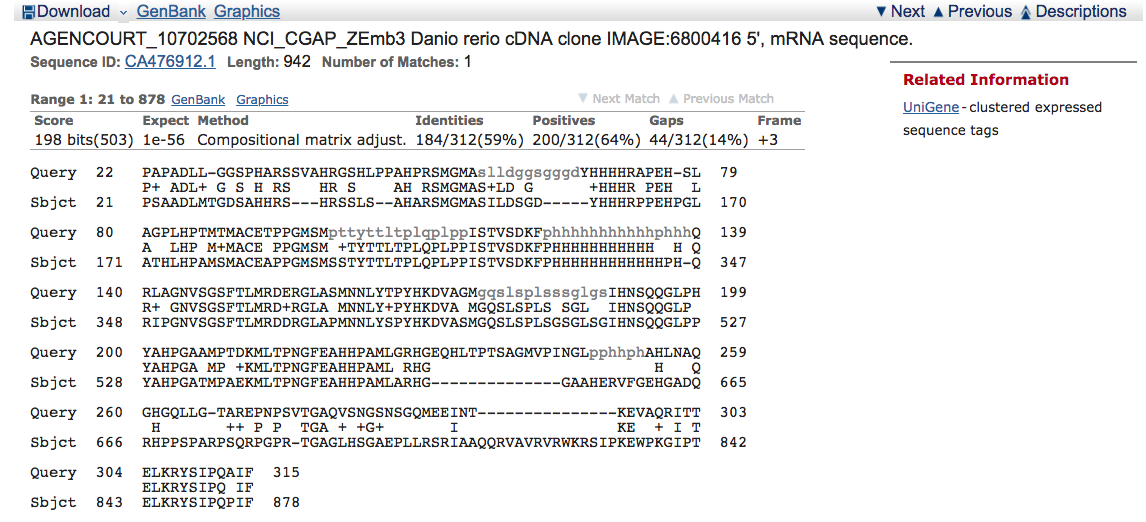 Download GenBank Graphics Next Previous Descriptions
AGENCOURT_10702568 NCI_CGAP_ZEmb3 Danio rerio cDNA clone IMAGE:6800416 5', mRNA sequence.
Sequence ID: CA476912.1 Length: 942 Number of Matches: 1
Related Information
UniGene - clustered expressed
sequence tags
Range 1: 21 to 878 GenBank Graphics Next Match Previous Match
Score Expect Method Identities Positives Gaps Frame
198 bits(503) 1e-56 Compositional matrix adjust. 184/312(59%) 200/312(64%) 44/312(14%) +3
Query 22 PAPADLL-GGSPHARSSVAHRGSHLPPAHPRSMGMAslldggsgggdYHHHHRAPEH-SL 79
P+ ADL+ G S H RS   HR S    AH RSMGMAS+LD G      +HHHR PEH  L
Sbjct 21 PSAADLMTGDSAHHRS---HRSSLS--AHARSMGMASILDSGD-----YHHHRPPEHPGL 170
Query 80 AGPLHPTMTMACETPPGMSMpttyttltplqplppISTVSDKFphhhhhhhhhhphhhQ 139
A   LHP M+MACE PPGMSM +TYTTLTPLQPLPPISTVSDKFPHHHHHHHHHHH  H Q
Sbjct 171 ATHLHPAMSMACEAPPGMSMSSTYTTLTPLQPLPPISTVSDKFPHHHHHHHHHHHPH-Q 347
Query 140 RLAGNVSGSFTLMRDERGLASMNNLYTPYHKDVAGMgqslsplsssglgsIHNSQQGLPH 199
R+ GNVSGSFTLMRD+RGLA MNNLY+PYHKDVA MGQSLSPLS SGL  IHNSQQGLP
Sbjct 348 RIPGNVSGSFTLMRDDRGLAPMNNLYSPYHKDVASMGQSLSPLSGSGLSGIHNSQQGLPP 527
Query 200 YAHPGAAMPTDKMLTPNGFEAHHPAMLGRHGEQHLTPTSAGMVPINGLpphhphAHLNAQ 259
YAHPGA MP +KMLTPNGFEAHHPAML RHG                        H   Q
Sbjct 528 YAHPGATMPAEKMLTPNGFEAHHPAMLARHG--------------GAAHERVFGEHGADQ 665
Query 260 GHGQLLG-TAREPNPSVTGAQVSNGSNSGQMEEINT---------------KEVAQRITT 303
H       ++ P P  TGA + +G+       I                 KE  + I T
Sbjct 666 RHPPSPARPSQRPGPR-TGAGLHSGAEPLLRSRIAAQQRVAVRVRWKRSIPKEWPKGIPT 842
Query 304 ELKRYSIPQAIF 315
ELKRYSIPQ IF
Sbjct 843 ELKRYSIPQPIF 878